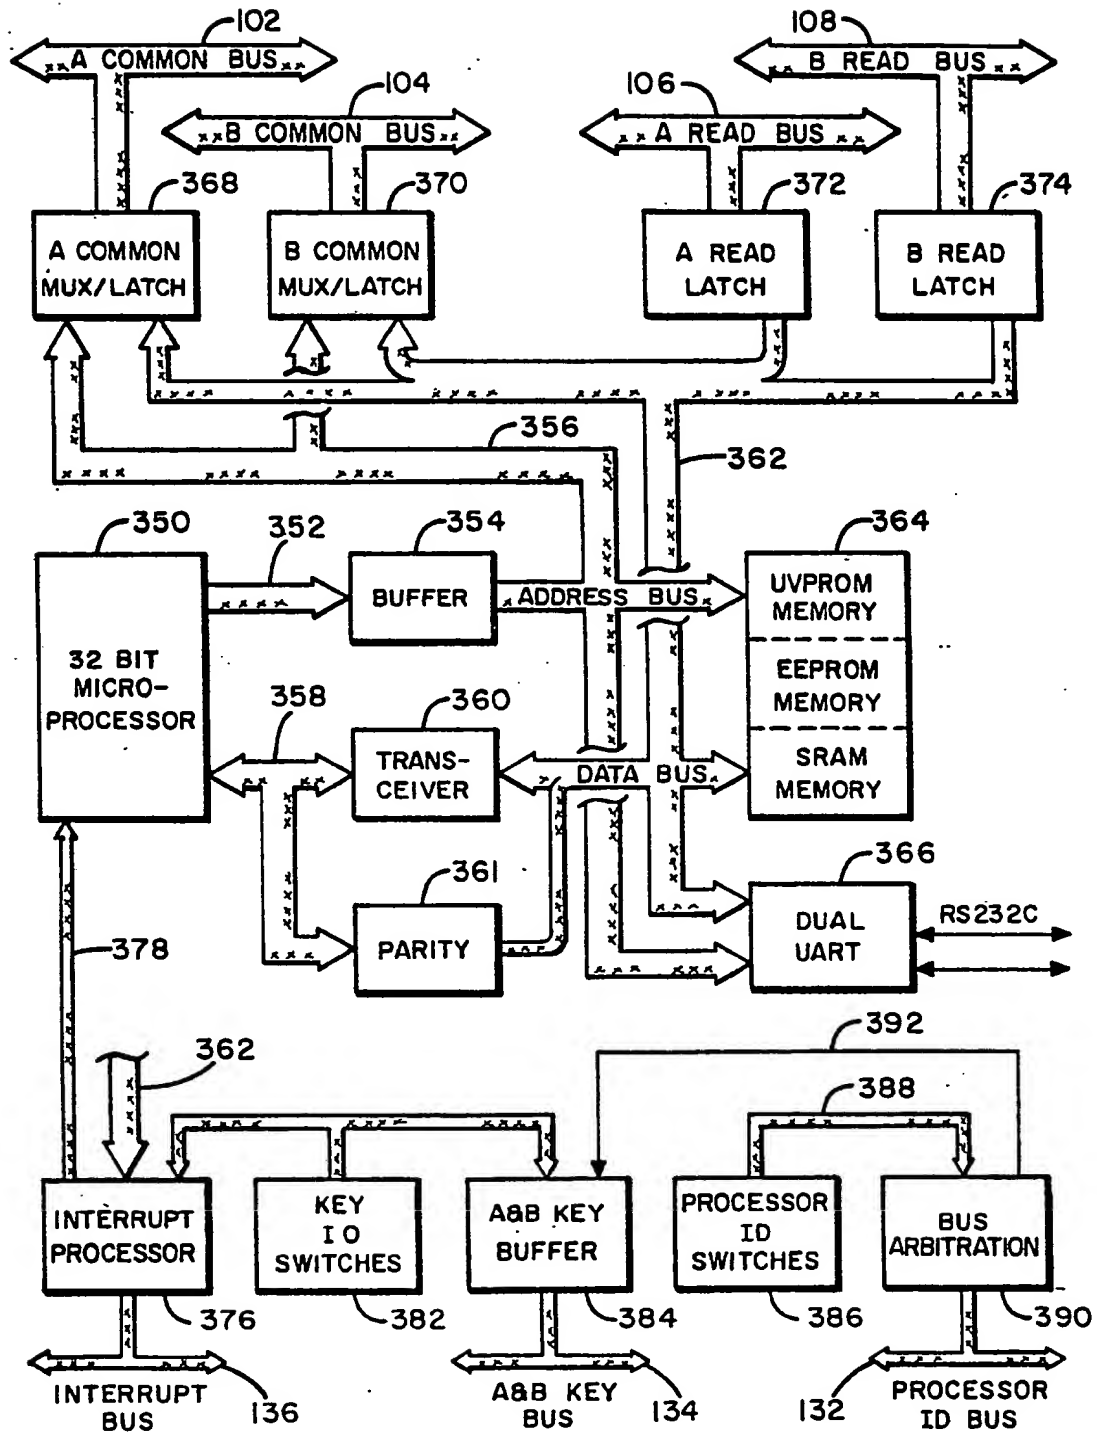 102
108
A COMMON BUS
B READ BUS
104
106
B COMMON BUS
A READ BUS
368
370
372
374
A COMMON
MUX/LATCH
B COMMON
MUX/LATCH
A READ
LATCH
B READ
LATCH
356
362
350
352
354
364
32 BIT
MICRO-
PROCESSOR
BUFFER
ADDRESS BUS
UVPROM
MEMORY
EEPROM
MEMORY
SRAM
MEMORY
358
360
TRANS-
CEIVER
DATA BUS
361
366
PARITY
DUAL
UART
RS232C
378
362
392
388
INTERRUPT
PROCESSOR
KEY
I O
SWITCHES
A&B KEY
BUFFER
PROCESSOR
ID
SWITCHES
BUS
ARBITRATION
376
382
384
386
390
INTERRUPT
BUS
136
A&B KEY
BUS
134
132
PROCESSOR
ID BUS